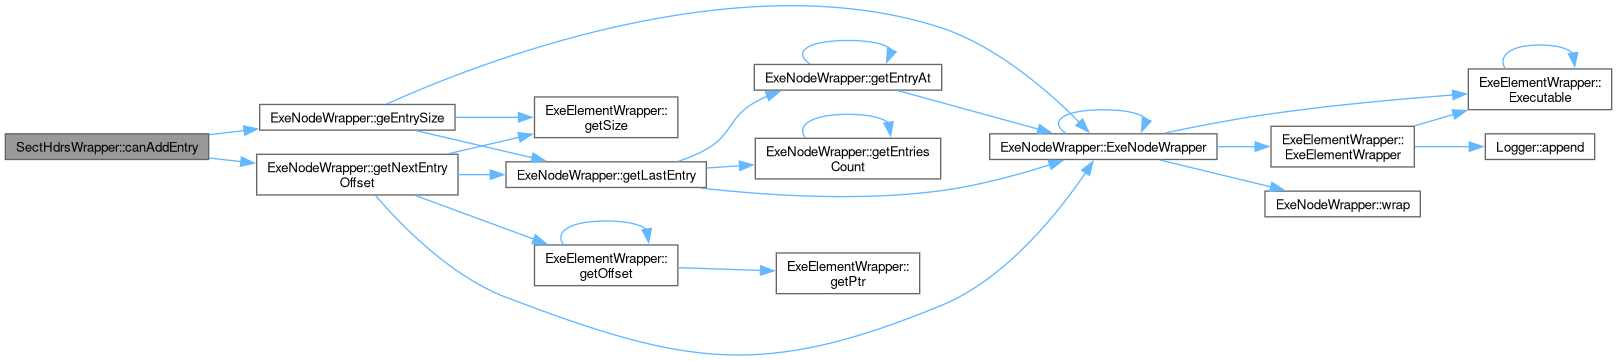 SectHdrsWrapper::canAddEntry
ExeNodeWrapper::geEntrySize
ExeNodeWrapper::getNextEntry
Offset
ExeElementWrapper::
getSize
ExeNodeWrapper::getLastEntry
ExeElementWrapper::
getOffset
ExeNodeWrapper::getEntryAt
ExeNodeWrapper::getEntries
Count
ExeElementWrapper::
getPtr
ExeNodeWrapper::ExeNodeWrapper
ExeElementWrapper::
ExeElementWrapper
ExeNodeWrapper::wrap
ExeElementWrapper::
Executable
Logger::append